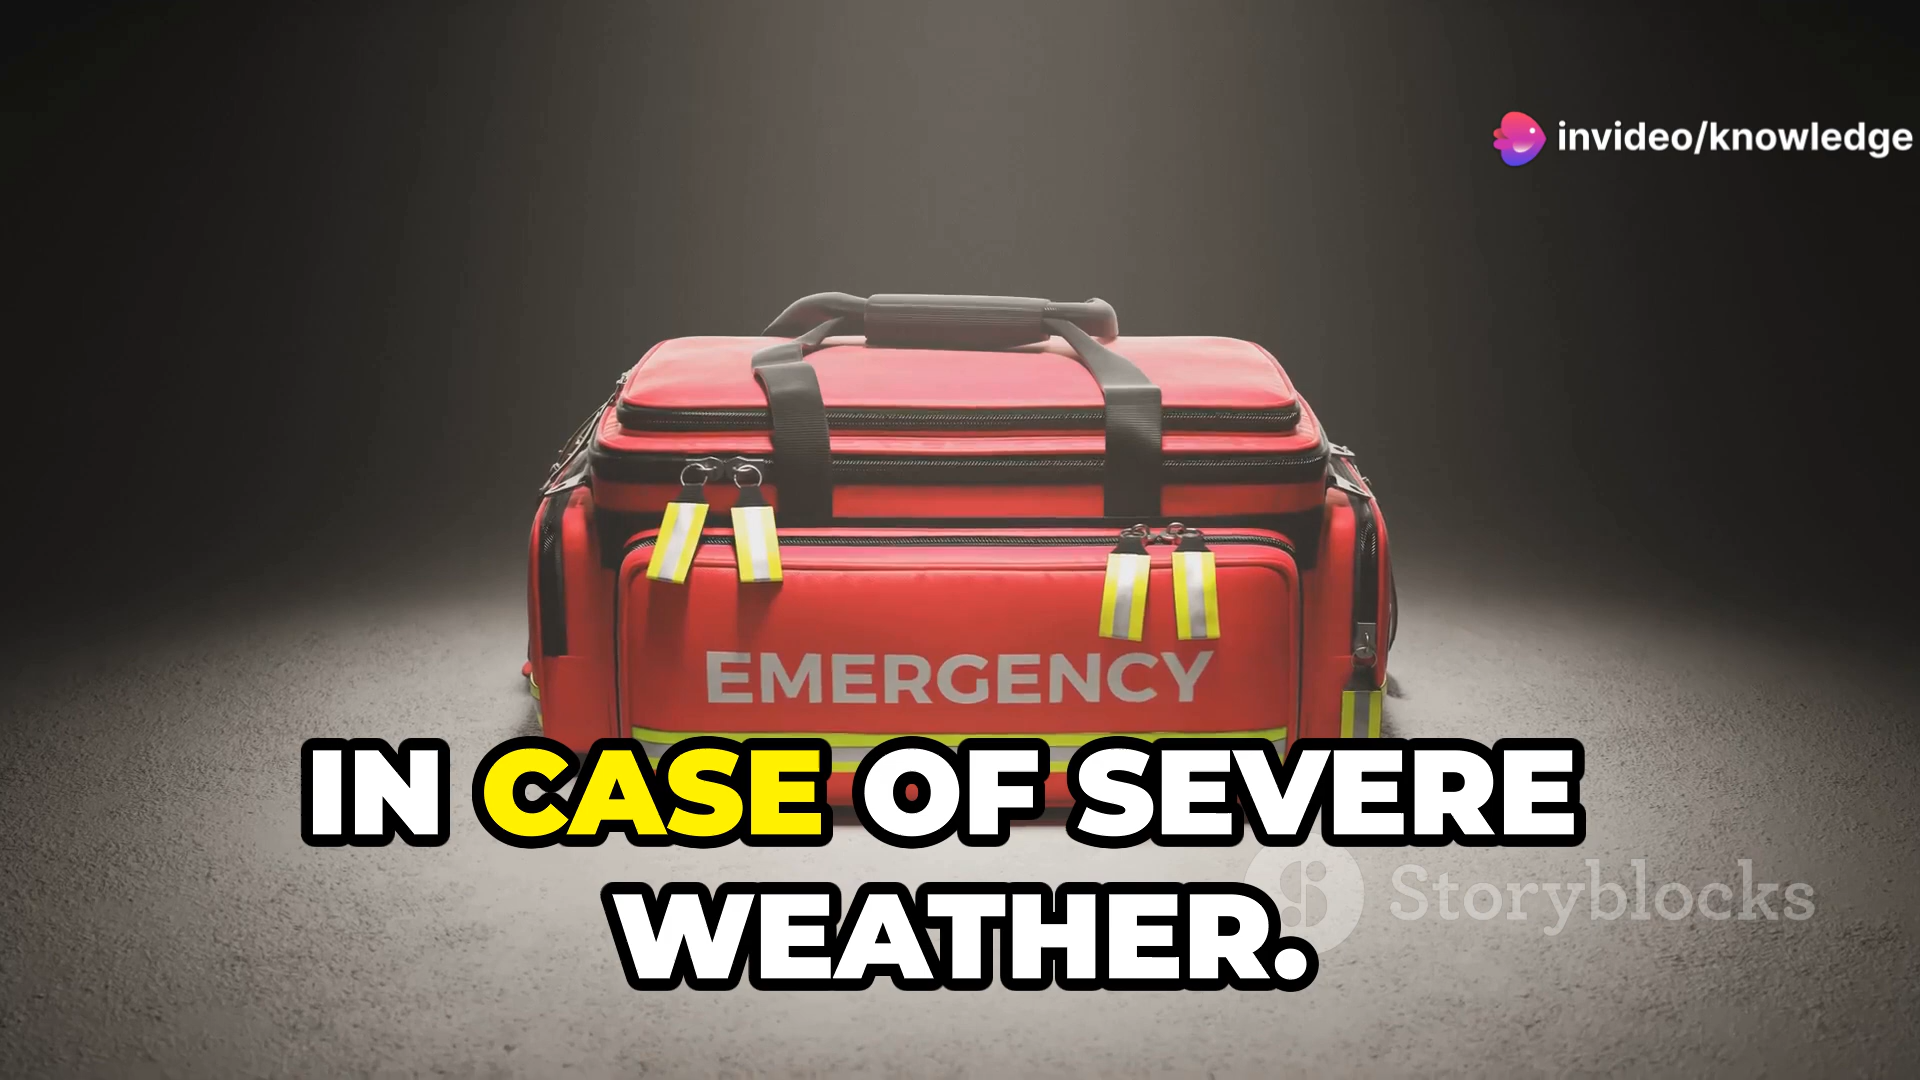 invideo/knowledge
EMERGENCY
IN CASE OF SEVERE
WEATHER.
Storyblocks